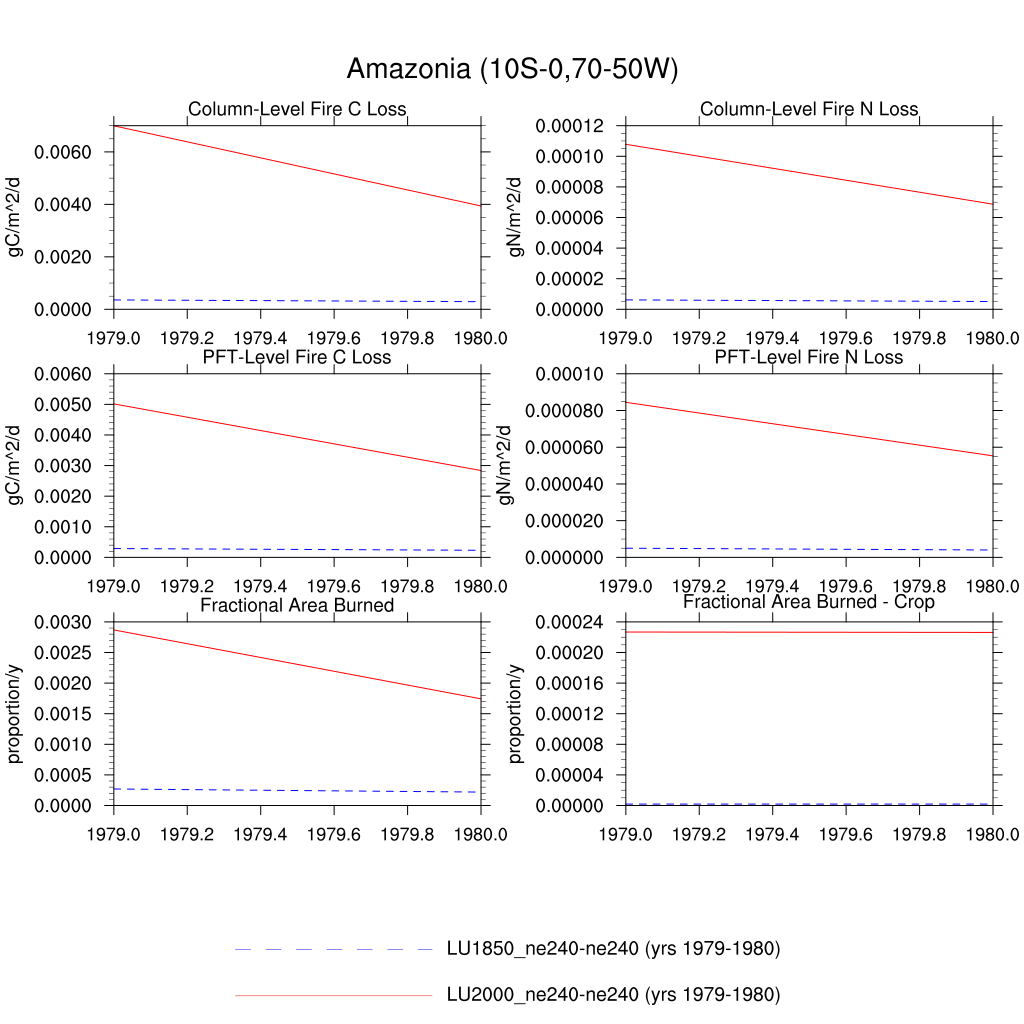 Amazonia (10S-0,70-50W)
Column-Level Fire C Loss
gC/m^2/d
0.0060
0.0040
0.0020
0.0000
1979.0 1979.2 1979.4 1979.6 1979.8 1980.0
Column-Level Fire N Loss
gN/m^2/d
0.00012
0.00010
0.00008
0.00006
0.00004
0.00002
0.00000
1979.0 1979.2 1979.4 1979.6 1979.8 1980.0
PFT-Level Fire C Loss
gC/m^2/d
0.0060
0.0050
0.0040
0.0030
0.0020
0.0010
0.0000
1979.0 1979.2 1979.4 1979.6 1979.8 1980.0
PFT-Level Fire N Loss
gN/m^2/d
0.00010
0.000080
0.000060
0.000040
0.000020
0.000000
1979.0 1979.2 1979.4 1979.6 1979.8 1980.0
Fractional Area Burned
proportion/y
0.0030
0.0025
0.0020
0.0015
0.0010
0.0005
0.0000
1979.0 1979.2 1979.4 1979.6 1979.8 1980.0
Fractional Area Burned - Crop
proportion/y
0.00024
0.00020
0.00016
0.00012
0.00008
0.00004
0.00000
1979.0 1979.2 1979.4 1979.6 1979.8 1980.0
LU1850_ne240-ne240 (yrs 1979-1980)
LU2000_ne240-ne240 (yrs 1979-1980)